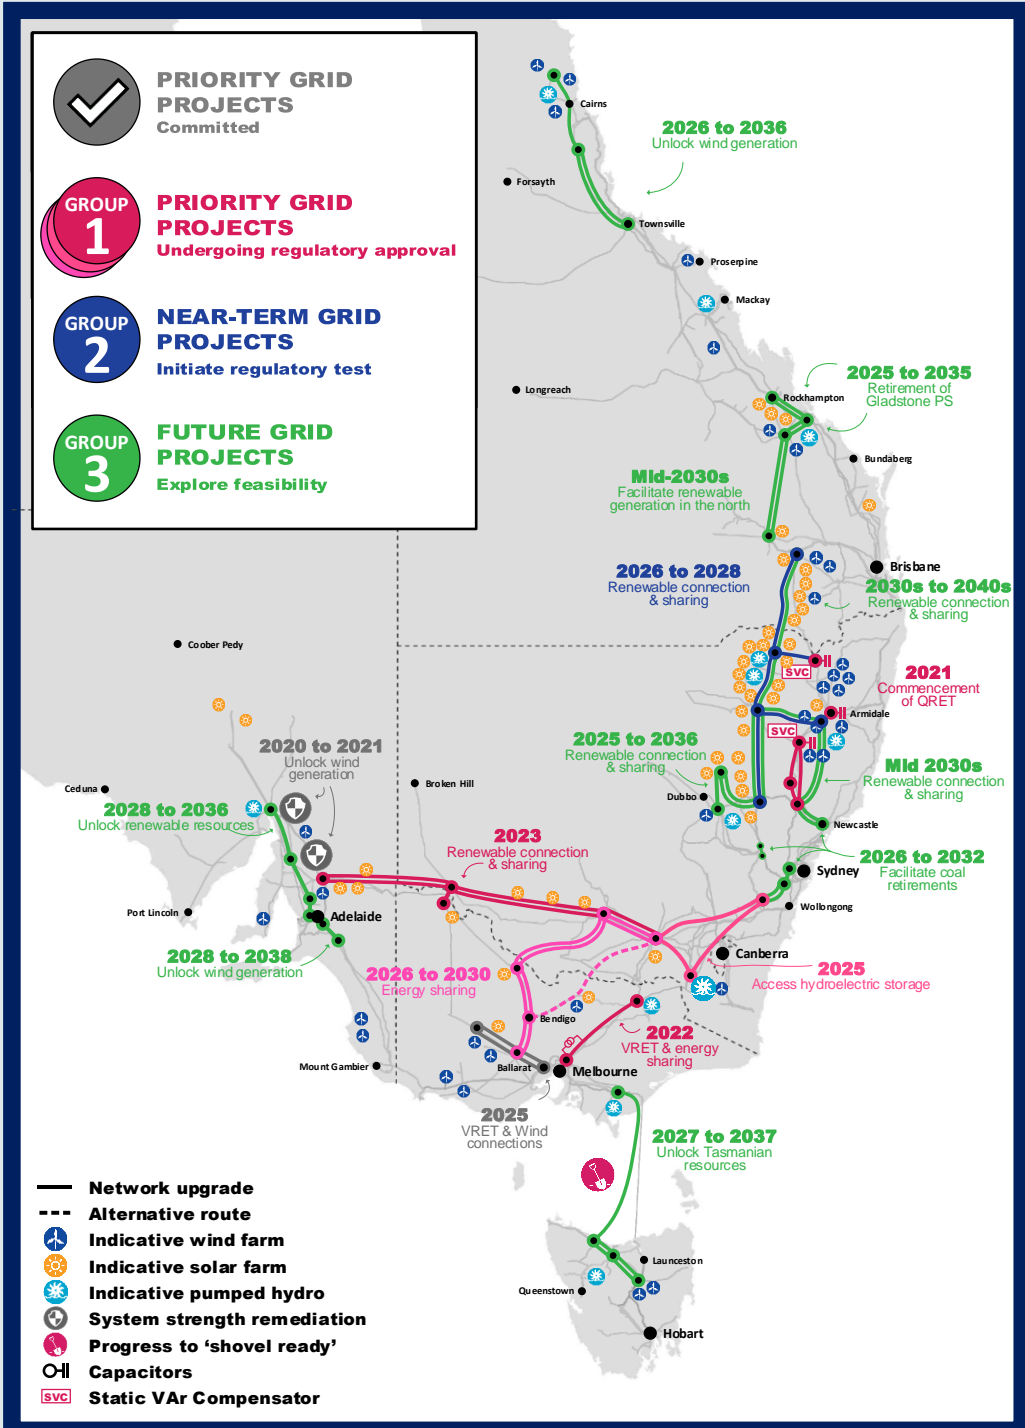 PRIORITY GRID
PROJECTS
Committed
GROUP
1
PRIORITY GRID
PROJECTS
Undergoing regulatory approval
GROUP
2
NEAR-TERM GRID
PROJECTS
Initiate regulatory test
GROUP
3
FUTURE GRID
PROJECTS
Explore feasibility
Cairns
2026 to 2036
Unlock wind generation
Forsayth
Townsville
Proserpine
Mackay
Longreach
2025 to 2035
Retirement of
Gladstone PS
Rockhampton
Bundaberg
Mid-2030s
Facilitate renewable
generation in the north
2026 to 2028
Renewable connection
& sharing
Brisbane
2030s to 2040s
Renewable connection
& sharing
Coober Pedy
SVC
2021
Commencement
of QRET
Armidale
SVC
2020 to 2021
Unlock wind
generation
2025 to 2036
Renewable connection
& sharing
Mid 2030s
Renewable connection
& sharing
Ceduna
Broken Hill
Dubbo
2028 to 2036
Unlock renewable resources
Newcastle
2023
Renewable connection
& sharing
2026 to 2032
Facilitate coal
retirements
Sydney
Port Lincoln
Adelaide
Wollongong
2028 to 2038
Unlock wind generation
Canberra
2026 to 2030
Energy sharing
2025
Access hydroelectric storage
Bendigo
2022
VRET & energy
sharing
Mount Gambier
Ballarat
Melbourne
2025
VRET & Wind
connections
2027 to 2037
Unlock Tasmanian
resources
Launceston
Queenstown
Hobart
Network upgrade
Alternative route
Indicative wind farm
Indicative solar farm
Indicative pumped hydro
System strength remediation
Progress to ‘shovel ready’
Capacitors
SVC
Static VAr Compensator